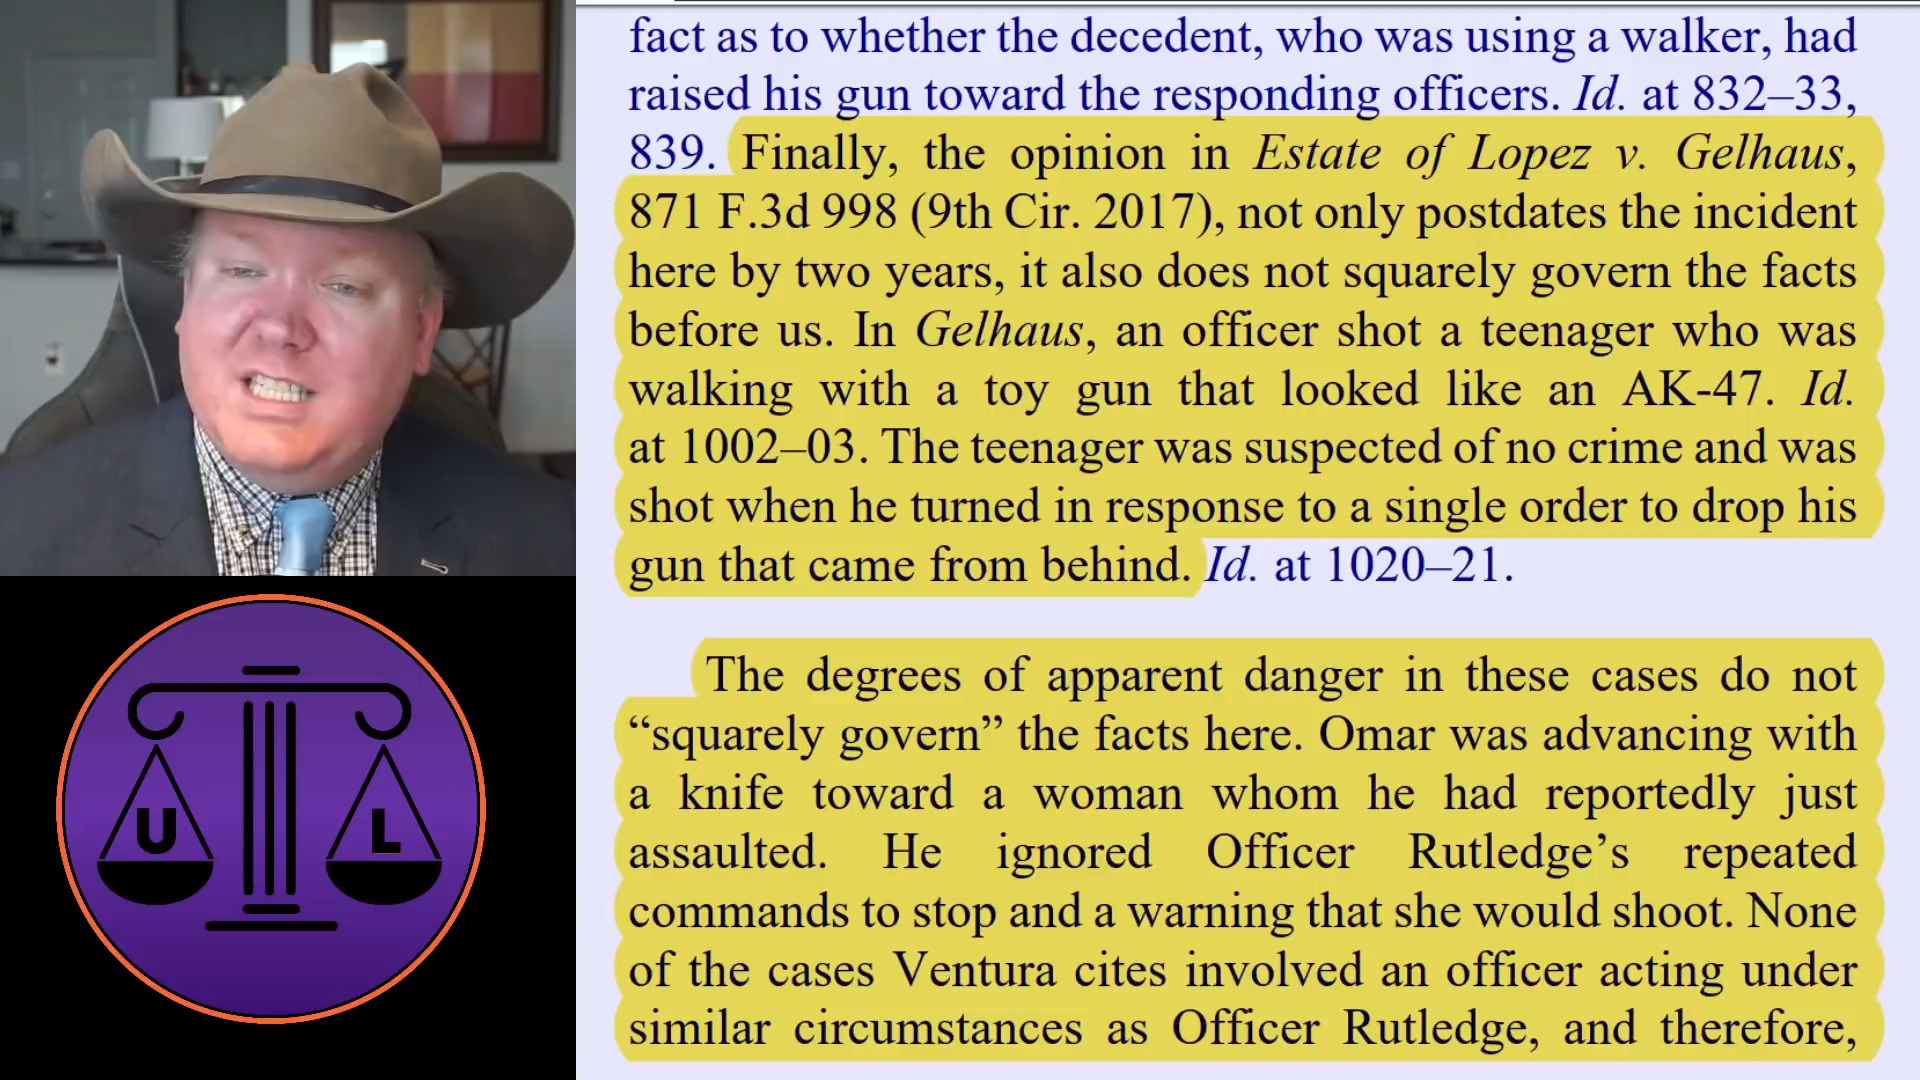 fact as to whether the decedent, who was using a walker, had
raised his gun toward the responding officers. Id. at 832–33,
839. Finally, the opinion in Estate of Lopez v. Gelhaus,
871 F.3d 998 (9th Cir. 2017), not only postdates the incident
here by two years, it also does not squarely govern the facts
before us. In Gelhaus, an officer shot a teenager who was
walking with a toy gun that looked like an AK-47. Id.
at 1002–03. The teenager was suspected of no crime and was
shot when he turned in response to a single order to drop his
gun that came from behind. Id. at 1020–21.
The degrees of apparent danger in these cases do not
“squarely govern” the facts here. Omar was advancing with
a knife toward a woman whom he had reportedly just
assaulted. He ignored Officer Rutledge’s repeated
commands to stop and a warning that she would shoot. None
of the cases Ventura cites involved an officer acting under
similar circumstances as Officer Rutledge, and therefore,
U L